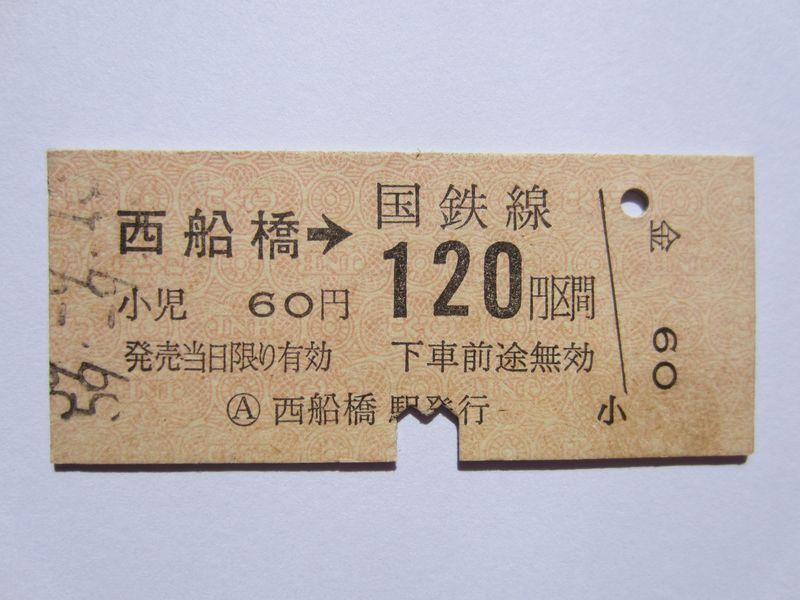 西船橋→国鉄線
120円区間
小児 60円
発売当日限り有効 下車前途無効
Ⓐ西船橋駅発行
小
金
60